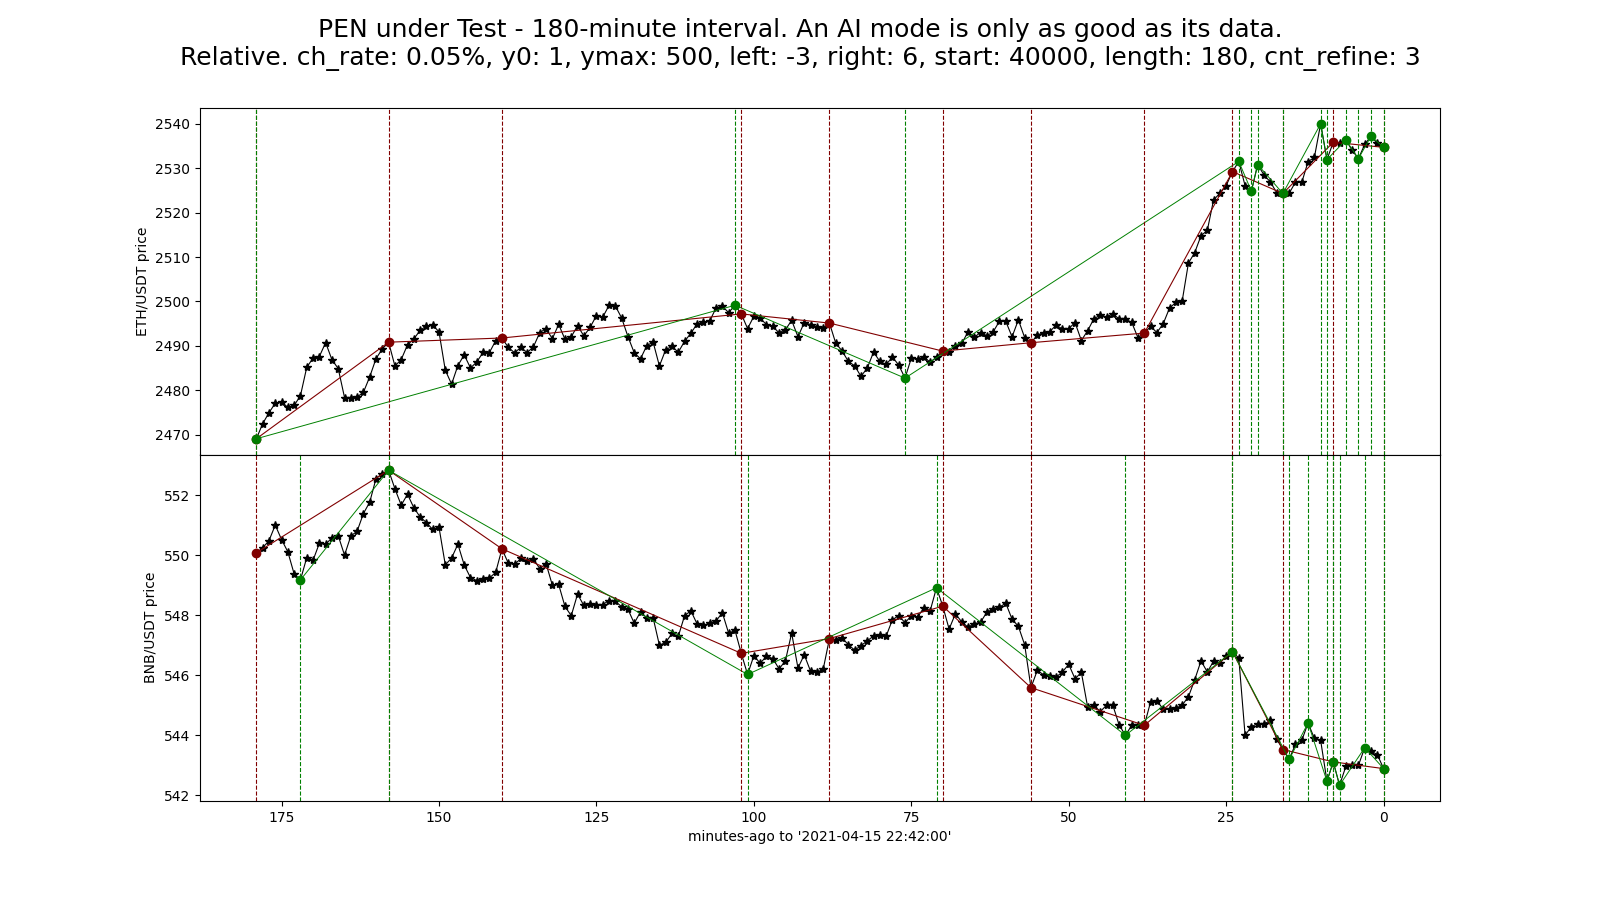 PEN under Test - 180-minute interval. An AI mode is only as good as its data.
Relative. ch_rate: 0.05%, y0: 1, ymax: 500, left: -3, right: 6, start: 40000, length: 180, cnt_refine: 3
2540
2530
2520
2510
2500
2490
2480
2470
ETH/USDT price
552
550
548
546
544
542
BNB/USDT price
175 150 125 100 75 50 25 0
minutes-ago to '2021-04-15 22:42:00'